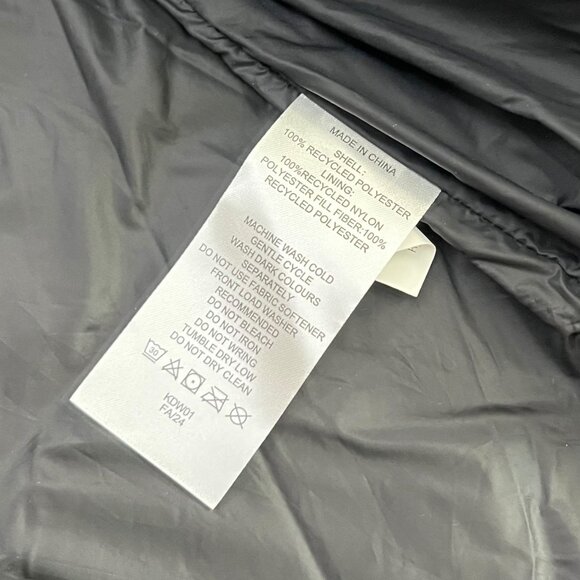 MADE IN CHINA
SHELL:
100% RECYCLED POLYESTER
LINING:
100%RECYCLED NYLON
POLYESTER FILL FIBER:100%
RECYCLED POLYESTER
MACHINE WASH COLD
GENTLE CYCLE
WASH DARK COLOURS
SEPARATELY
DO NOT USE FABRIC SOFTENER
FRONT LOAD WASHER
RECOMMENDED
DO NOT BLEACH
DO NOT IRON
DO NOT WRING
TUMBLE DRY LOW
DO NOT DRY CLEAN
30
KDW01
FA/24